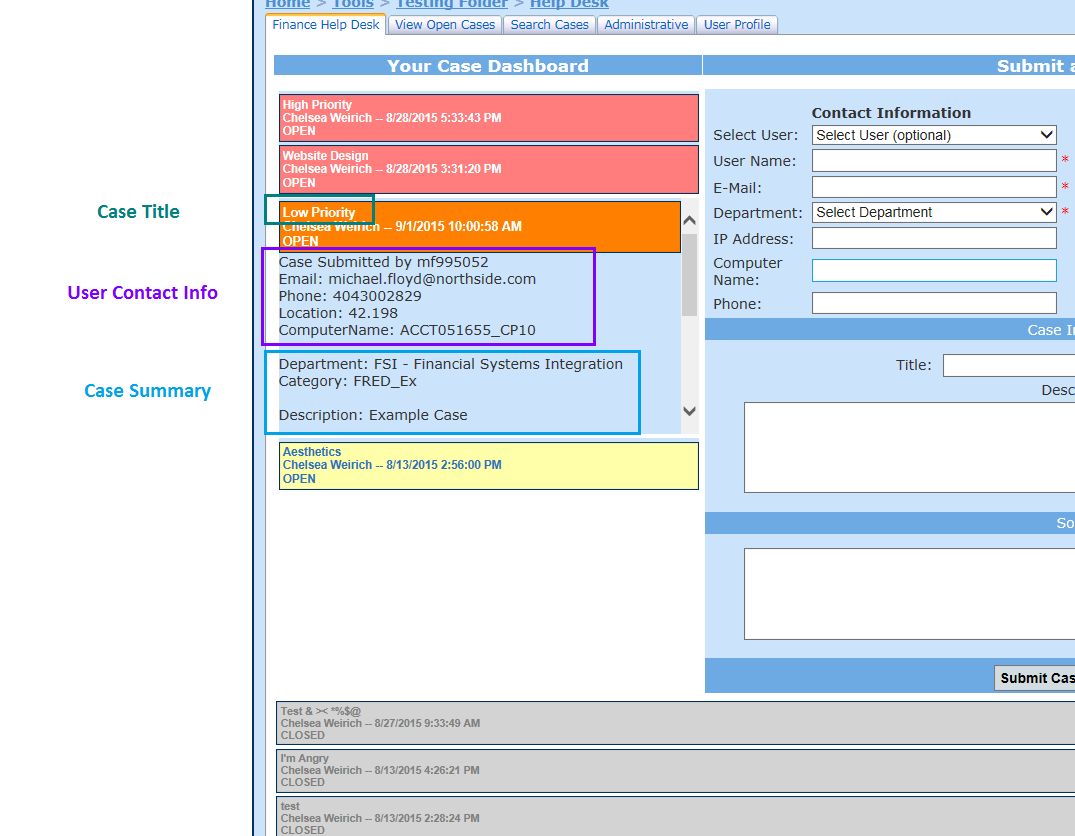 Home > Tools > Testing Folder > Help Desk
Finance Help Desk View Open Cases Search Cases Administrative User Profile
Your Case Dashboard
High Priority
Chelsea Weirich -- 8/28/2015 5:33:43 PM
OPEN
Website Design
Chelsea Weirich -- 8/28/2015 3:31:20 PM
OPEN
Case Title
Low Priority
Chelsea Weirich -- 9/1/2015 10:00:58 AM
OPEN
User Contact Info
Case Submitted by mf995052
Email: michael.floyd@northside.com
Phone: 4043002829
Location: 42.198
ComputerName: ACCT051655_CP10
Case Summary
Department: FSI - Financial Systems Integration
Category: FRED_Ex
Description: Example Case
Aesthetics
Chelsea Weirich -- 8/13/2015 2:56:00 PM
OPEN
Submit a
Contact Information
Select User: Select User (optional)
User Name: *
E-Mail: *
Department: Select Department *
IP Address:
Computer
Name:
Phone:
Case I
Title:
Desc
So
Submit Cas
Test & >< *%$@
Chelsea Weirich -- 8/27/2015 9:33:49 AM
CLOSED
I'm Angry
Chelsea Weirich -- 8/13/2015 4:26:21 PM
CLOSED
test
Chelsea Weirich -- 8/13/2015 2:28:24 PM
CLOSED